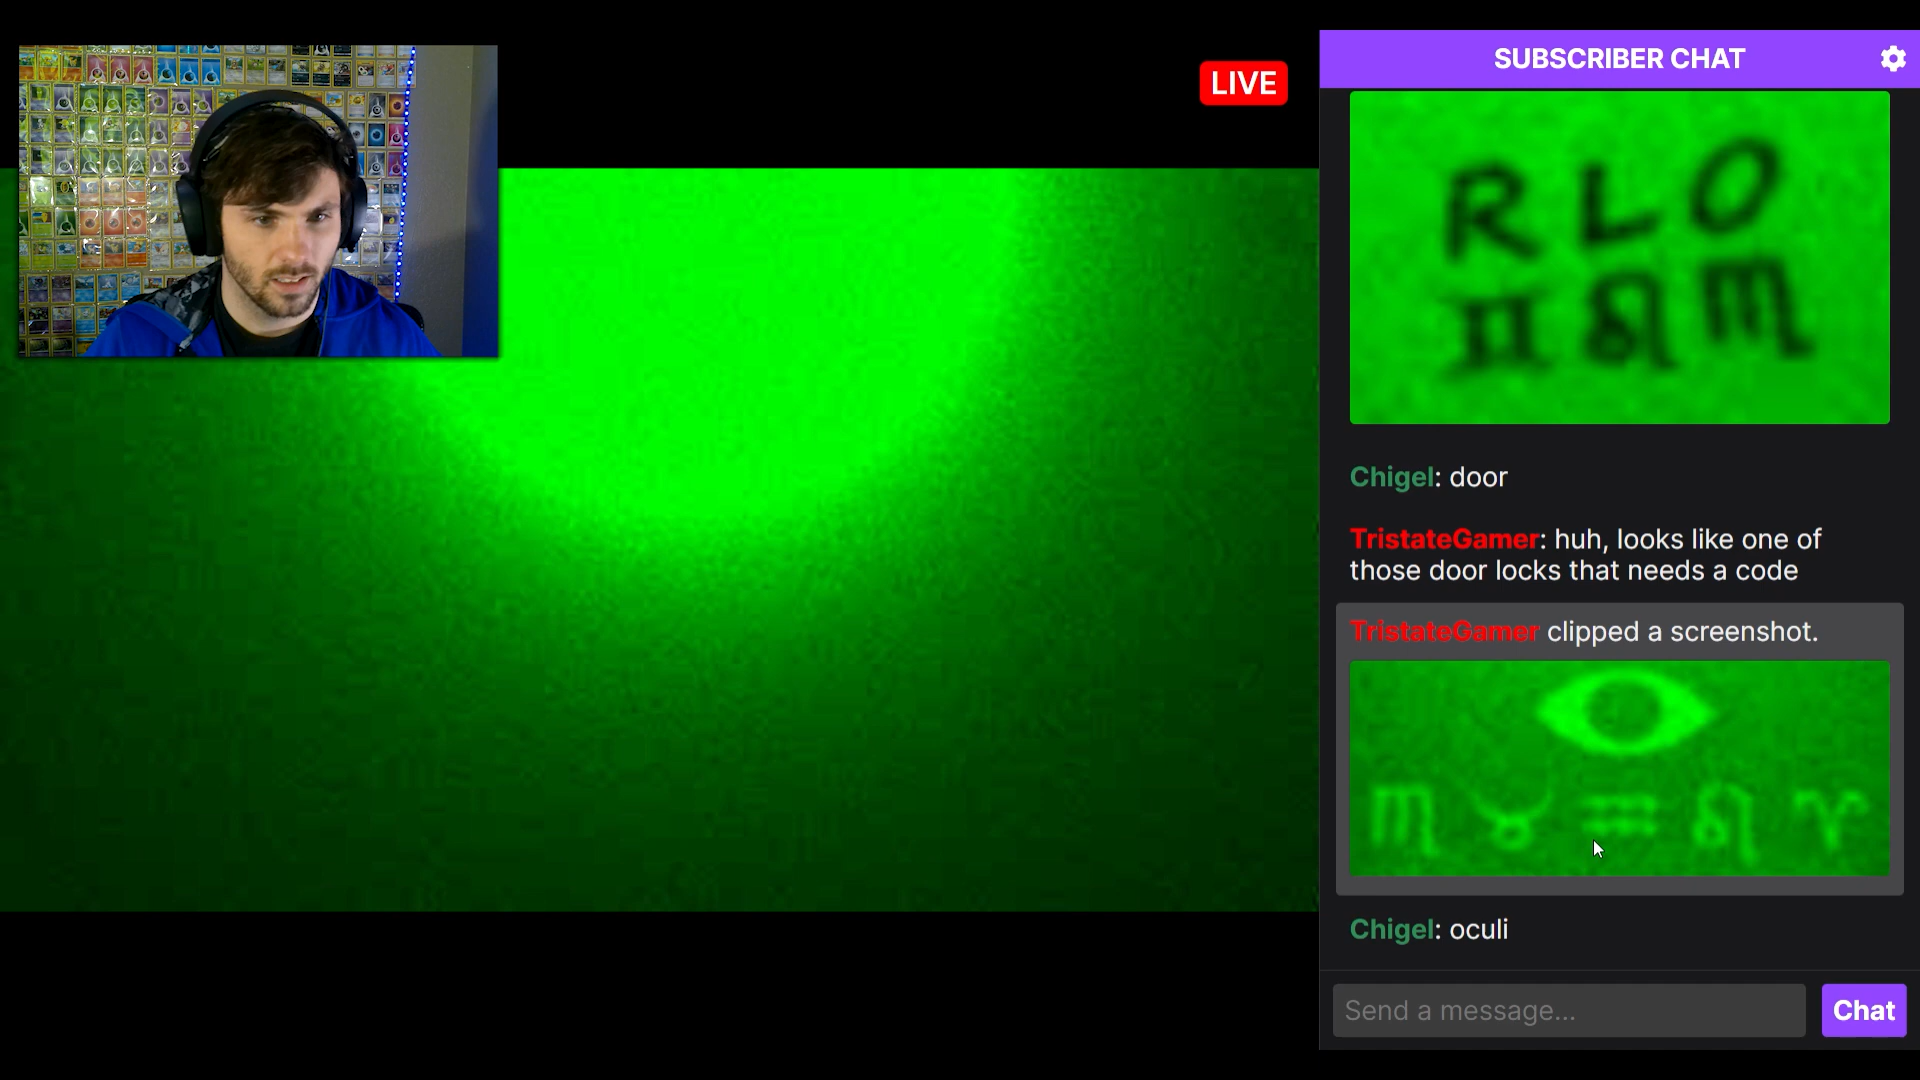 LIVE
SUBSCRIBER CHAT
R L O
♊ ♌ ♏
Chigel: door
TristateGamer: huh, looks like one of
those door locks that needs a code
TristateGamer clipped a screenshot.
♏ ♉ ♒ ♌ ♈
Chigel: oculi
Send a message...
Chat